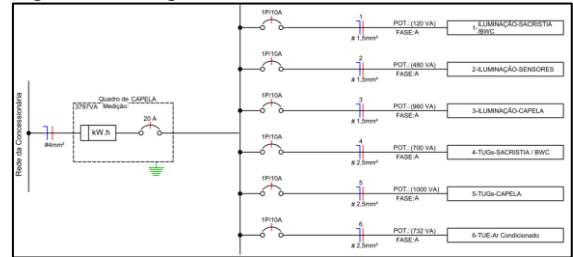 1P/10A
1
POT.: (120 VA)
FASE:A
# 1,5mm²
1- ILUMINAÇÃO-SACRISTIA
/BWC
1P/10A
2
POT.: (480 VA)
FASE:A
# 1,5mm²
2-ILUMINAÇÃO-SENSORES
1P/10A
3
POT.: (960 VA)
FASE:A
# 1,5mm²
3-ILUMINAÇÃO-CAPELA
Rede da Concessionária
#4mm²
Quadro de CAPELA
3797VA Medição:
kW.h
20 A
1P/10A
4
POT.: (700 VA)
FASE:A
# 2,5mm²
4-TUGs-SACRISTIA / BWC
1P/10A
5
POT.: (1000 VA)
FASE:A
# 2,5mm²
5-TUGs-CAPELA
1P/10A
6
POT.: (732 VA)
FASE:A
# 2,5mm²
6-TUE-Ar Condicionado